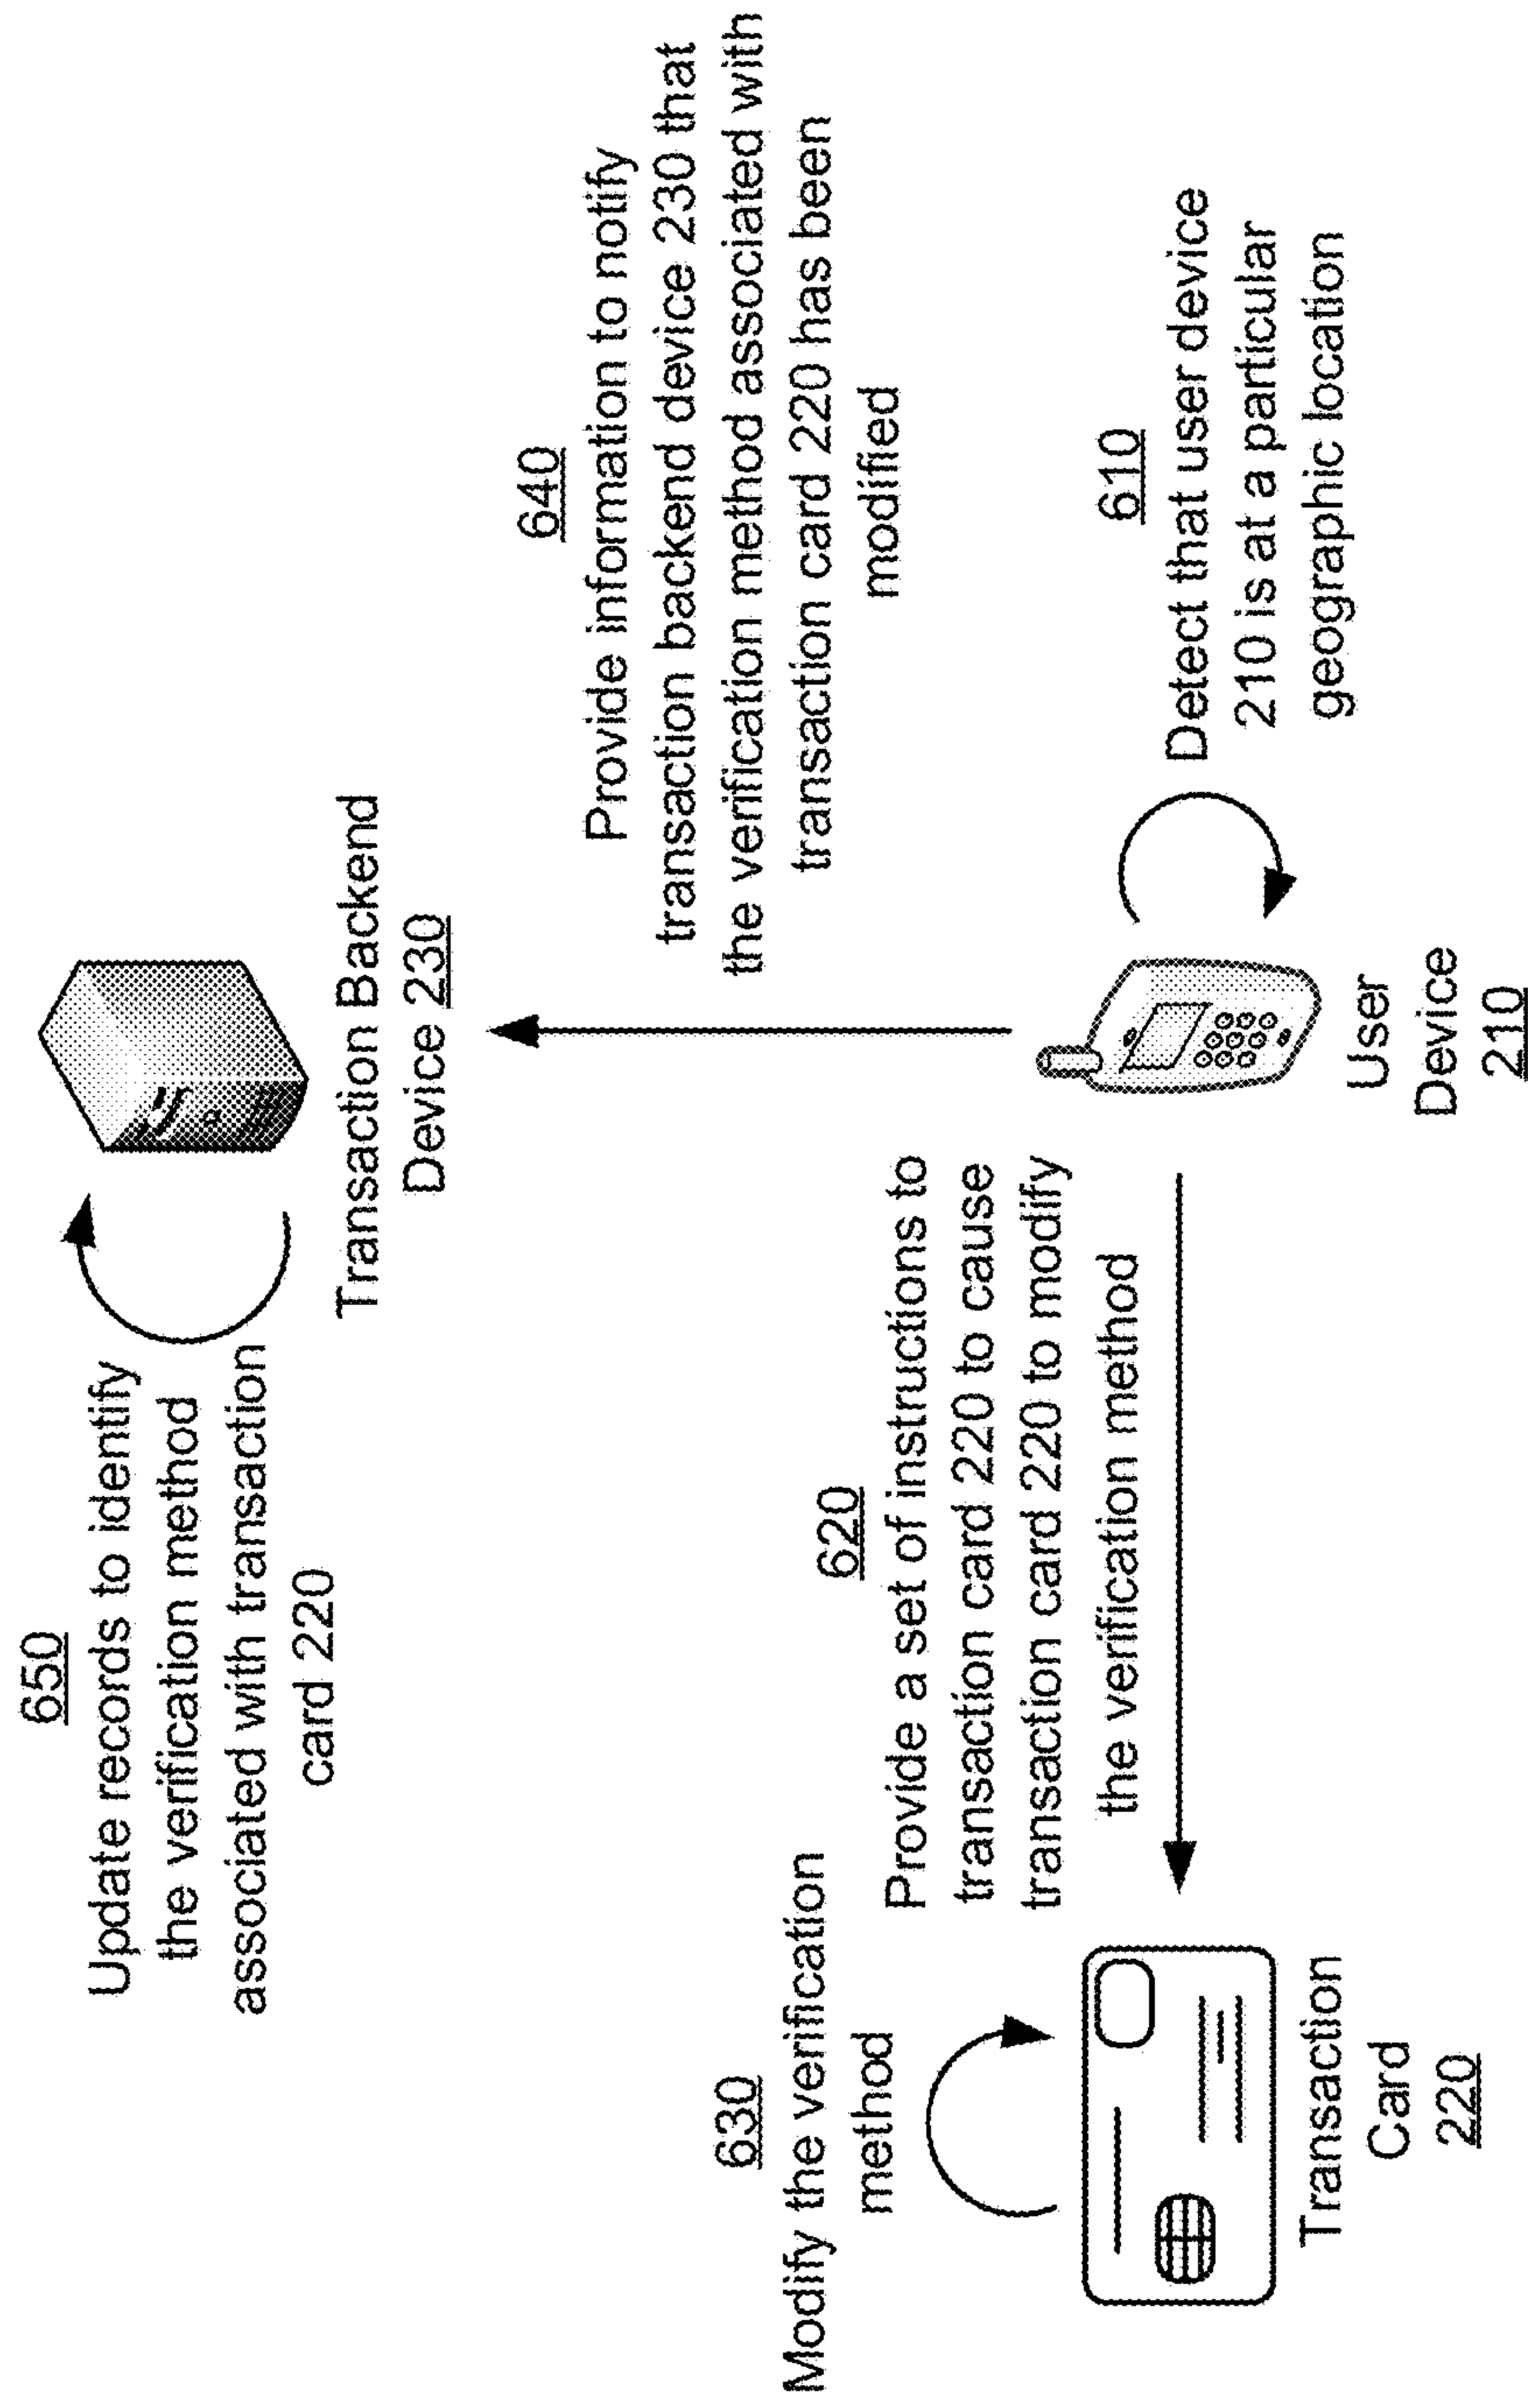 650
Update records to identify
the verification method
associated with transaction
card 220
Transaction Backend
Device 230
640
Provide information to notify
transaction backend device 230 that
the verification method associated with
transaction card 220 has been
modified
630
Modify the verification
method
620
Provide a set of instructions to
transaction card 220 to cause
transaction card 220 to modify
the verification method
610
Detect that user device
210 is at a particular
geographic location
Transaction
Card
220
User
Device
210